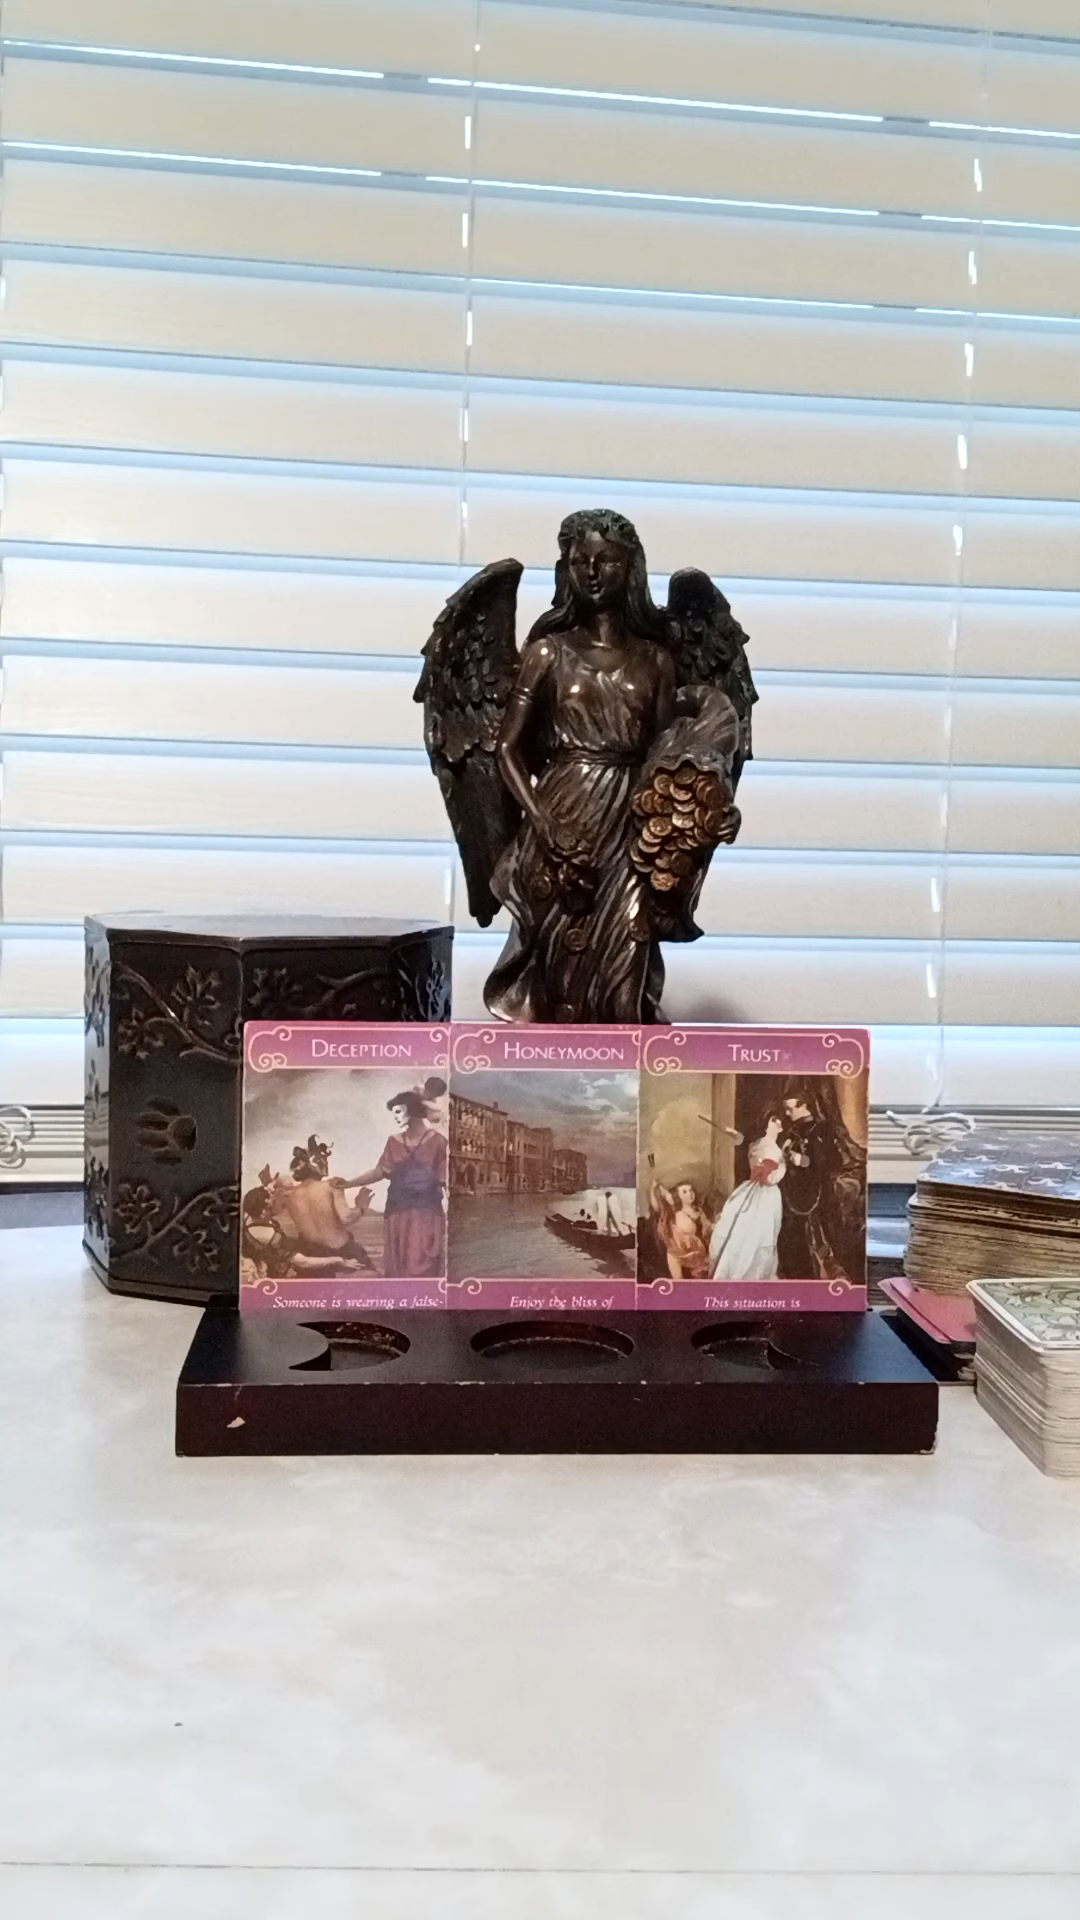 DECEPTION
HONEYMOON
TRUST
Someone is wearing a false-
Enjoy the bliss of
This situation is